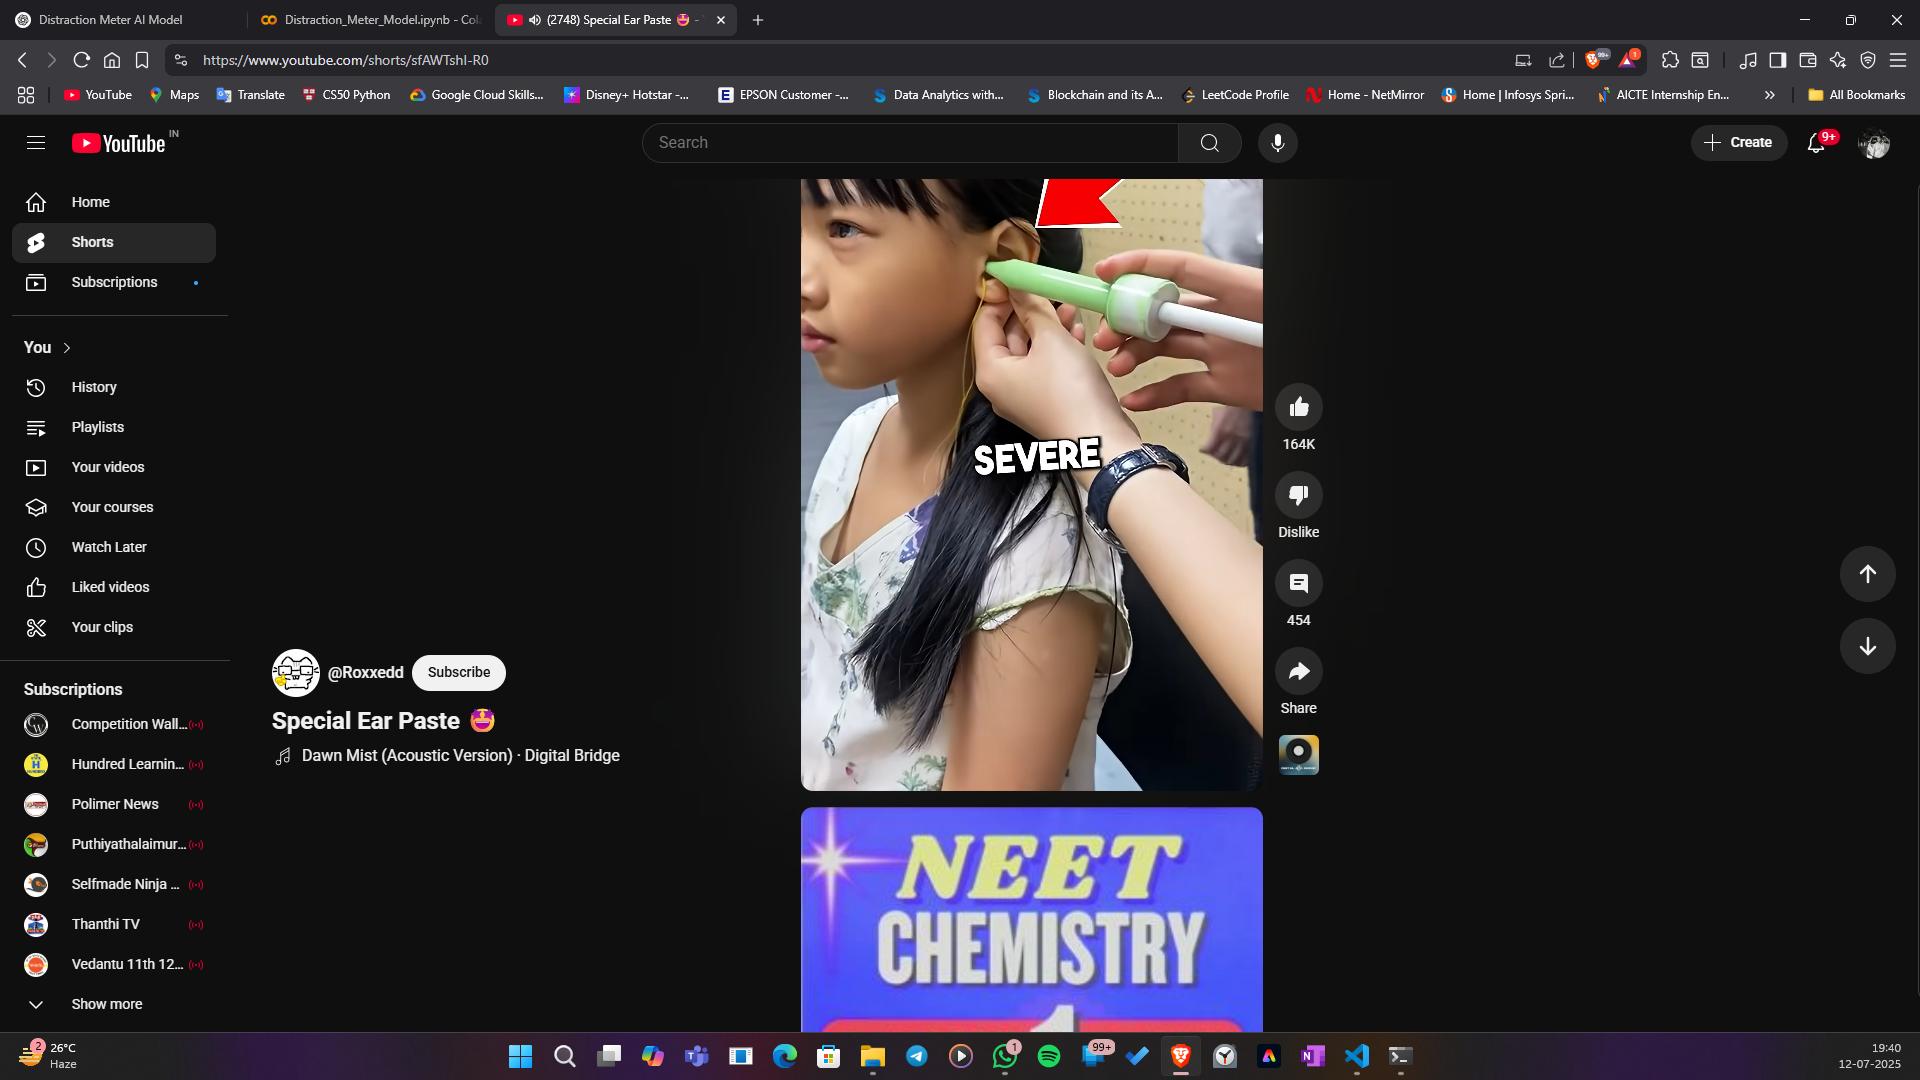 Distraction Meter AI Model
Distraction_Meter_Model.ipynb - Col
(2748) Special Ear Paste 🤩 -
https://www.youtube.com/shorts/sfAWTshI-R0
99+
1
YouTube
Maps
Translate
CS50 Python
Google Cloud Skills...
Disney+ Hotstar -...
EPSON Customer -...
Data Analytics with...
Blockchain and its A...
LeetCode Profile
Home - NetMirror
Home | Infosys Spri...
AICTE Internship En...
All Bookmarks
YouTube IN
Search
Create
9+
Home
Shorts
Subscriptions
You
History
Playlists
Your videos
Your courses
Watch Later
Liked videos
Your clips
Subscriptions
Competition Wall...
Hundred Learnin...
Polimer News
Puthiyathalaimur...
Selfmade Ninja ...
Thanthi TV
Vedantu 11th 12...
Show more
@Roxxedd
Subscribe
Special Ear Paste 🤩
Dawn Mist (Acoustic Version) · Digital Bridge
SEVERE
164K
Dislike
454
Share
NEET
CHEMISTRY
1
2
26°C
Haze
1
99+
19:40
12-07-2025